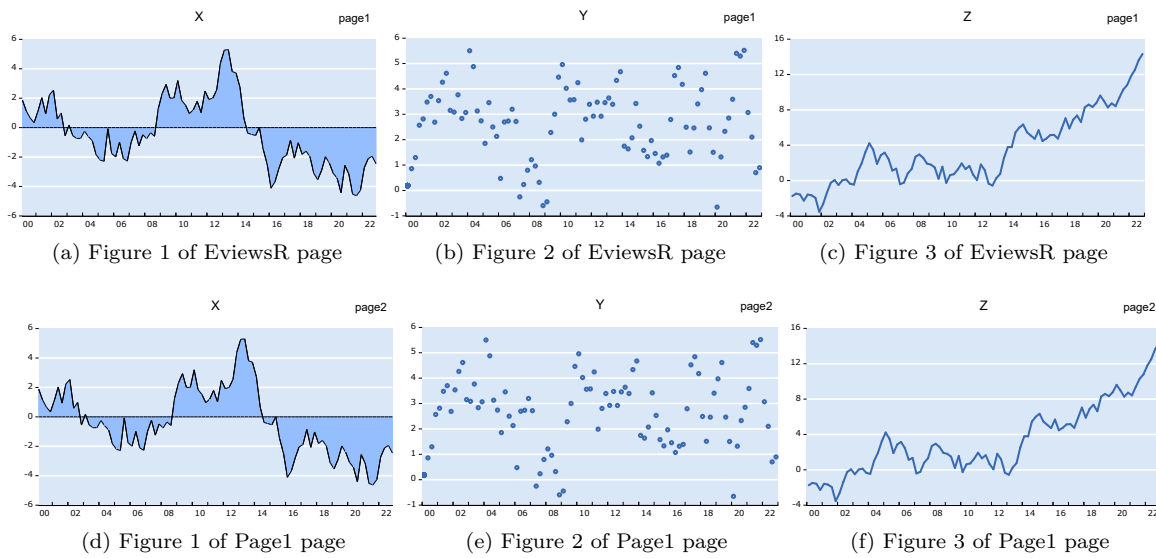 X page1
6
4
2
0
-2
-4
-6
00 02 04 06 08 10 12 14 16 18 20 22
(a) Figure 1 of EviewsR page
Y page1
6
5
4
3
2
1
0
-1
00 02 04 06 08 10 12 14 16 18 20 22
(b) Figure 2 of EviewsR page
Z page1
16
12
8
4
0
-4
00 02 04 06 08 10 12 14 16 18 20 22
(c) Figure 3 of EviewsR page
X page2
6
4
2
0
-2
-4
-6
00 02 04 06 08 10 12 14 16 18 20 22
(d) Figure 1 of Page1 page
Y page2
6
5
4
3
2
1
0
-1
00 02 04 06 08 10 12 14 16 18 20 22
(e) Figure 2 of Page1 page
Z page2
16
12
8
4
0
-4
00 02 04 06 08 10 12 14 16 18 20 22
(f) Figure 3 of Page1 page